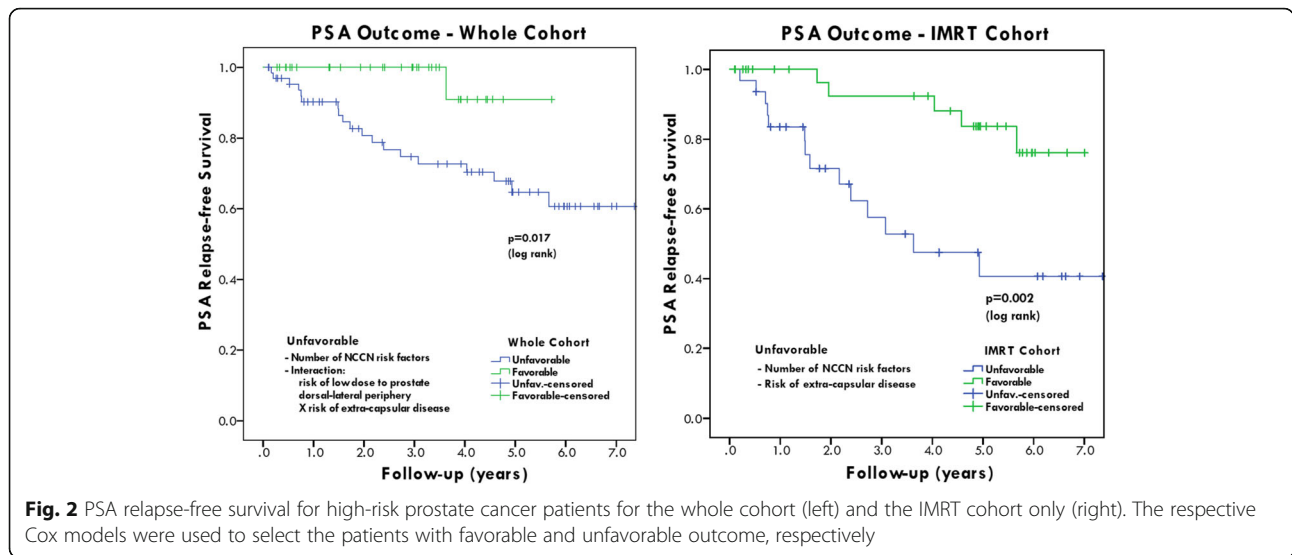 PSA Outcome - Whole Cohort
PSA Relapse-free Survival
1.0
0.8
0.6
0.4
0.2
0.0
p=0.017
(log rank)
Unfavorable
- Number of NCCN risk factors
- Interaction:
risk of low dose to prostate
dorsal-lateral periphery
X risk of extra-capsular disease
Whole Cohort
Unfavorable
Favorable
Unfav.-censored
Favorable-censored
.0 1.0 2.0 3.0 4.0 5.0 6.0 7.0
Follow-up (years)
PSA Outcome - IMRT Cohort
PSA Relapse-free Survival
1.0
0.8
0.6
0.4
0.2
0.0
p=0.002
(log rank)
Unfavorable
- Number of NCCN risk factors
- Risk of extra-capsular disease
IMRT Cohort
Unfavorable
Favorable
Unfav.-censored
Favorable-censored
.0 1.0 2.0 3.0 4.0 5.0 6.0 7.0
Follow-up (years)
Fig. 2 PSA relapse-free survival for high-risk prostate cancer patients for the whole cohort (left) and the IMRT cohort only (right). The respective
Cox models were used to select the patients with favorable and unfavorable outcome, respectively